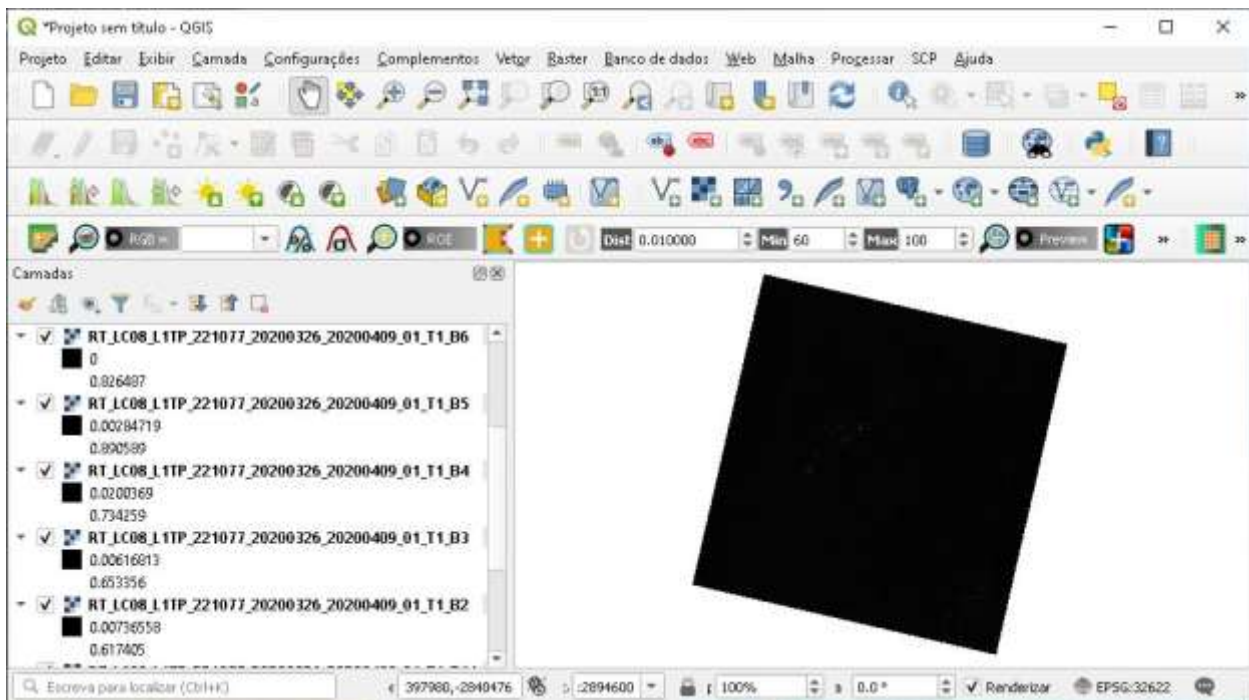 *Projeto sem título - QGIS
Projeto Editar Exibir Camada Configurações Complementos Vetor Raster Banco de dados Web Malha Processar SCP Ajuda
RGB = Dist 0.010000 Min 60 Max 100 Preview
Camadas
RT_LC08_L1TP_221077_20200326_20200409_01_T1_B6
0
0.826487
RT_LC08_L1TP_221077_20200326_20200409_01_T1_B5
0.00284719
0.890589
RT_LC08_L1TP_221077_20200326_20200409_01_T1_B4
0.0200369
0.734259
RT_LC08_L1TP_221077_20200326_20200409_01_T1_B3
0.00616813
0.653356
RT_LC08_L1TP_221077_20200326_20200409_01_T1_B2
0.00736558
0.617405
Escreva para localizar (Ctrl+K) 397980,-2840476 :2894600 100% 0.0 ° Renderizar EPSG:32622